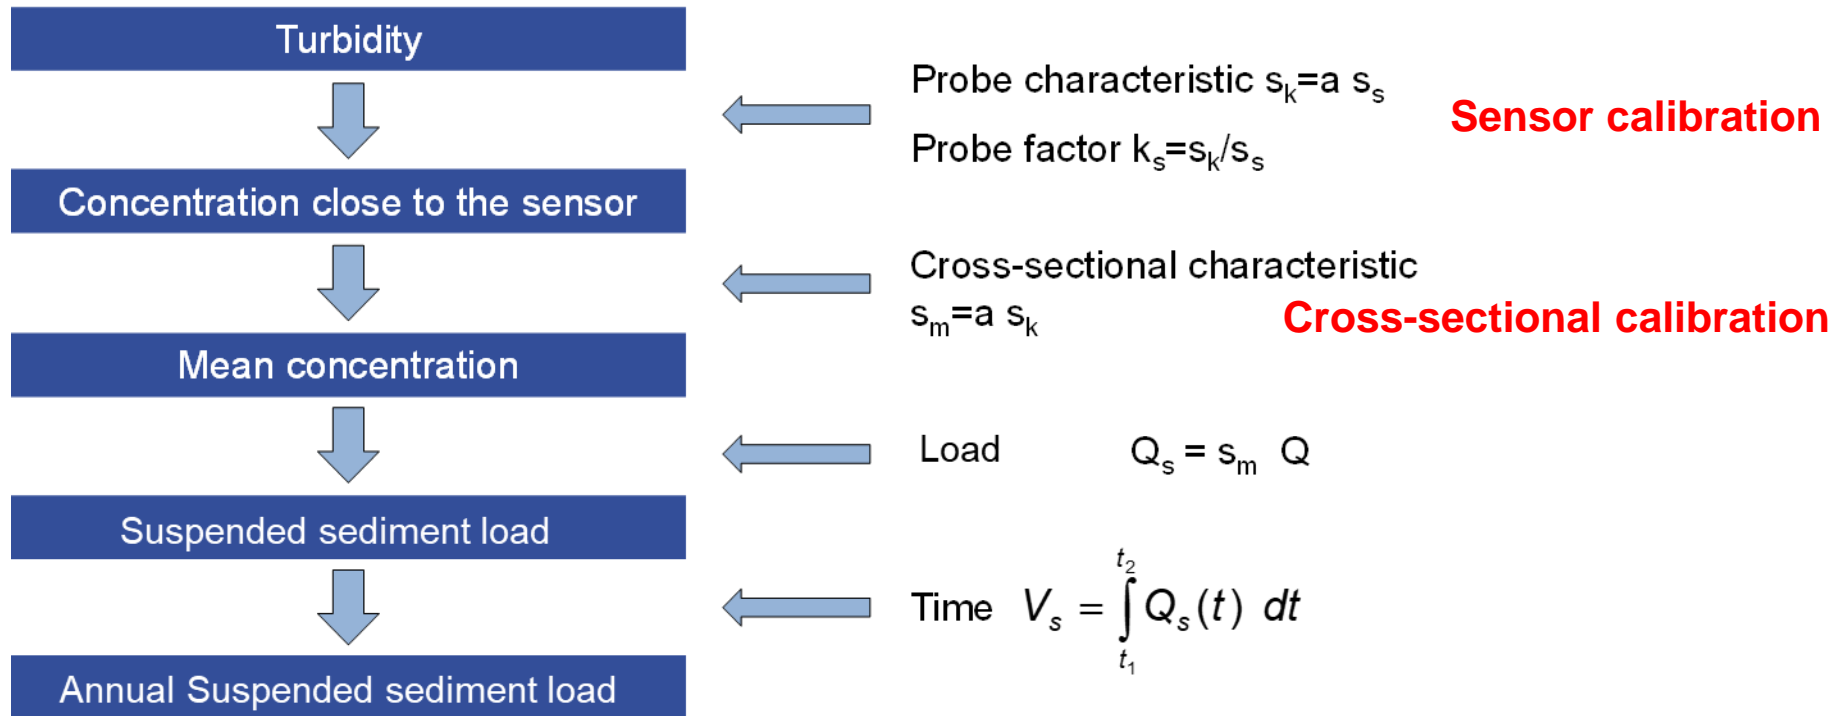 Turbidity
Probe characteristic sₖ=a sₛ
Sensor calibration
Probe factor kₛ=sₖ/sₛ
Concentration close to the sensor
Cross-sectional characteristic
sₘ=a sₖ
Cross-sectional calibration
Mean concentration
Load Qₛ = sₘ Q
Suspended sediment load
Time Vₛ = ∫ₜ₁ᵗ² Qₛ(t) dt
Annual Suspended sediment load